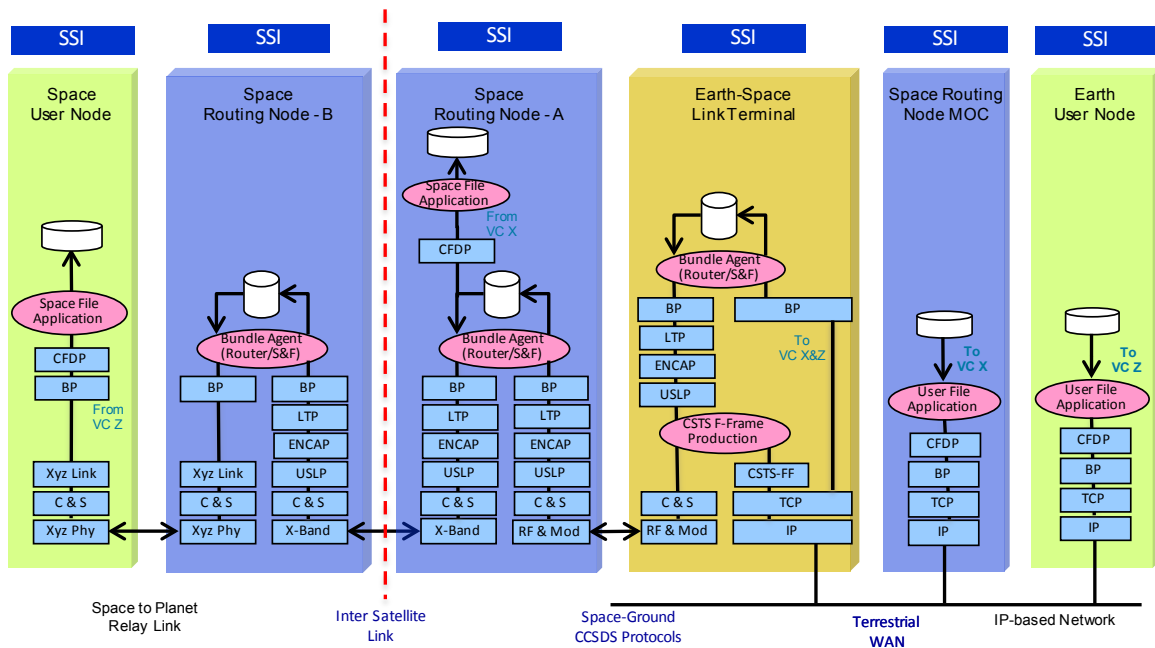 SSI
SSI
SSI
SSI
SSI
SSI
Space
User Node
Space File
Application
CFDP
BP
From
VC Z
Xyz Link
C & S
Xyz Phy
Space
Routing Node - B
Bundle Agent
(Router/S&F)
BP
Xyz Link
C & S
Xyz Phy
BP
LTP
ENCAP
USLP
C & S
X-Band
Space
Routing Node - A
Space File
Application
From
VC X
CFDP
Bundle Agent
(Router/S&F)
BP
LTP
ENCAP
USLP
C & S
X-Band
BP
LTP
ENCAP
USLP
C & S
RF & Mod
Earth-Space
Link Terminal
Bundle Agent
(Router/S&F)
BP
LTP
ENCAP
USLP
BP
To
VC X&Z
CSTS F-Frame
Production
CSTS-FF
C & S
RF & Mod
TCP
IP
Space Routing
Node MOC
To
VC X
User File
Application
CFDP
BP
TCP
IP
Earth
User Node
To
VC Z
User File
Application
CFDP
BP
TCP
IP
Space to Planet
Relay Link
Inter Satellite
Link
Space-Ground
CCSDS Protocols
Terrestrial
WAN
IP-based Network